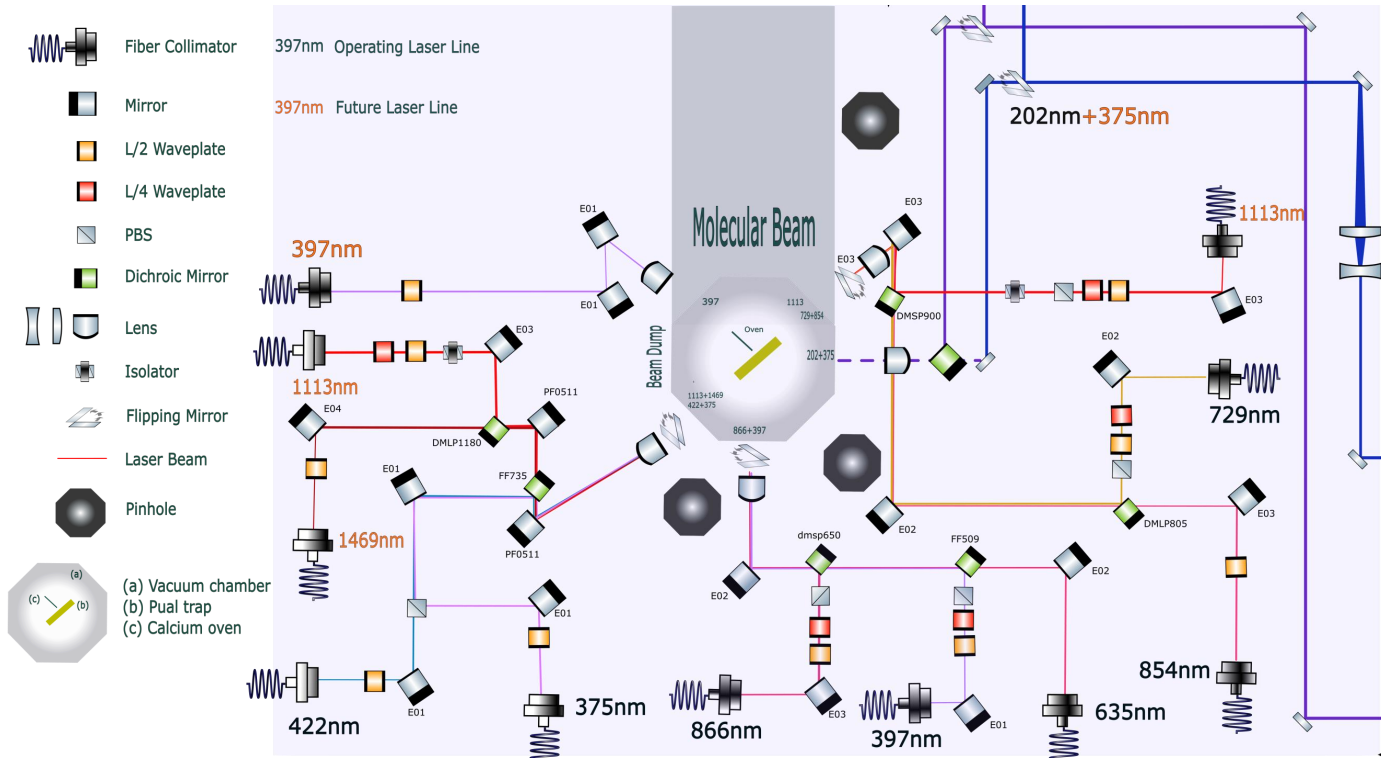 Fiber Collimator
Mirror
L/2 Waveplate
L/4 Waveplate
PBS
Dichroic Mirror
Lens
Isolator
Flipping Mirror
Laser Beam
Pinhole
(a)
(c)
(b)
(a) Vacuum chamber
(b) Pual trap
(c) Calcium oven
397nm Operating Laser Line
397nm Future Laser Line
397nm
E01
E01
1113nm
E03
PF0511
DMLP1180
E04
1469nm
FF735
E01
PF0511
E01
422nm
E01
375nm
Molecular Beam
Beam Dump
397
1113
729+854
Oven
202+375
1113+1469
422+375
866+397
202nm+375nm
E03
E03
DMSP900
1113nm
E03
E02
729nm
E02
DMLP805
E03
854nm
dmsp650
FF509
E02
E02
E03
866nm
397nm
E01
635nm